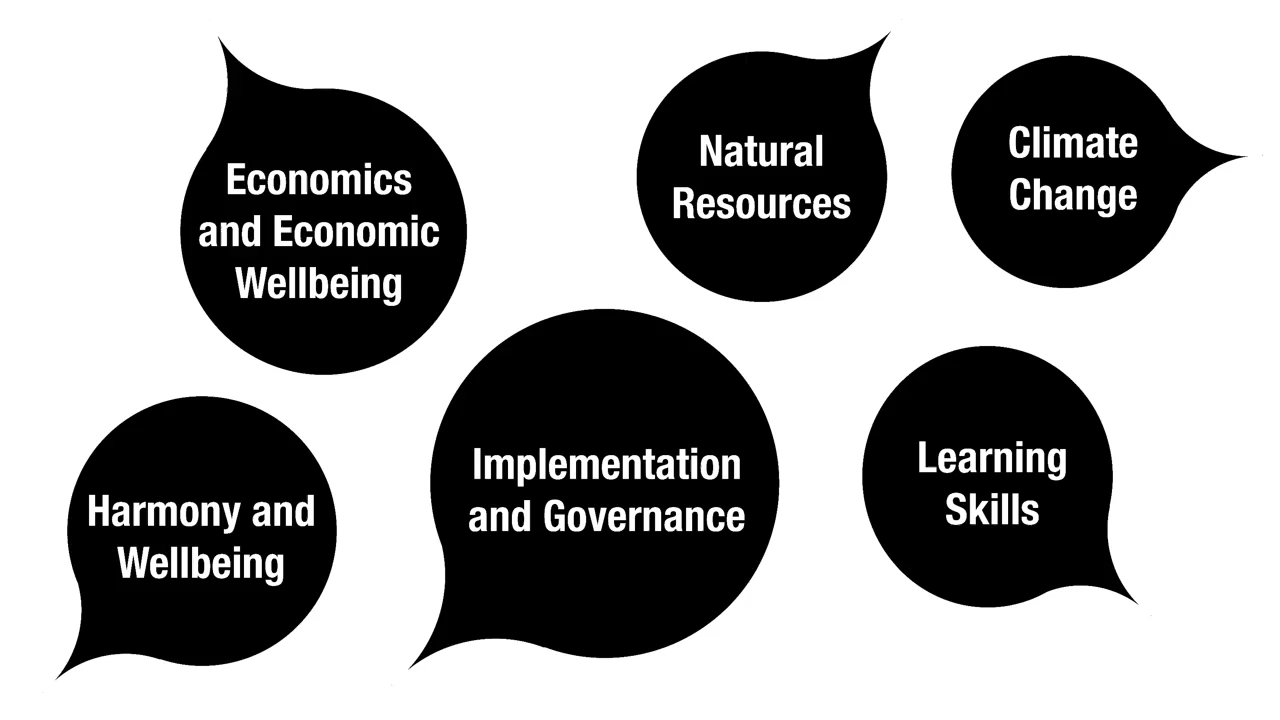 Economics
and Economic
Wellbeing
Natural
Resources
Climate
Change
Harmony and
Wellbeing
Implementation
and Governance
Learning
Skills